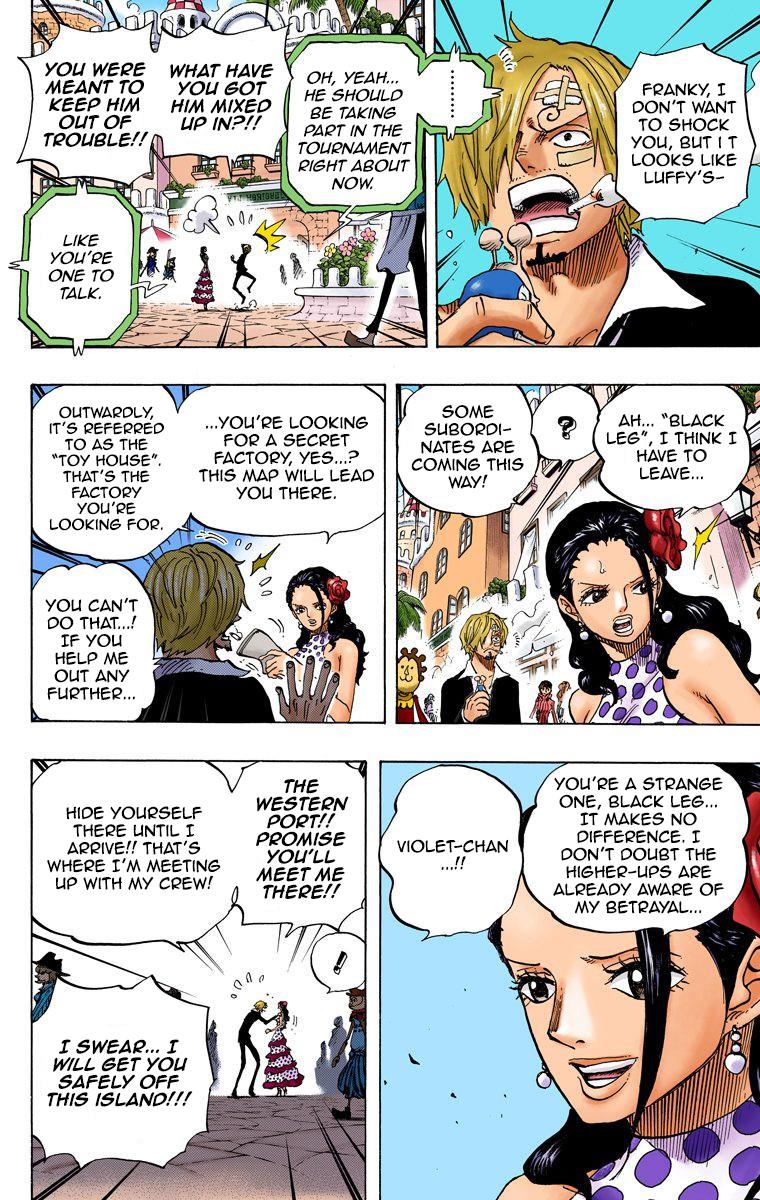 FRANKY, I
DON'T WANT
TO SHOCK
YOU, BUT IT
LOOKS LIKE
LUFFY'S-
.........
OH, YEAH...
HE SHOULD
BE TAKING
PART IN THE
TOURNAMENT
RIGHT ABOUT
NOW.
WHAT HAVE
YOU GOT
HIM MIXED
UP IN?!!
YOU WERE
MEANT TO
KEEP HIM
OUT OF
TROUBLE!!
LIKE
YOU'RE
ONE TO
TALK.
AH... "BLACK
LEG", I THINK I
HAVE TO
LEAVE...
?
SOME
SUBORDI-
NATES ARE
COMING THIS
WAY!
...YOU'RE LOOKING
FOR A SECRET
FACTORY, YES...?
THIS MAP WILL LEAD
YOU THERE.
OUTWARDLY,
IT'S REFERRED
TO AS THE
"TOY HOUSE".
THAT'S THE
FACTORY
YOU'RE
LOOKING FOR.
YOU CAN'T
DO THAT...!
IF YOU
HELP ME
OUT ANY
FURTHER...
YOU'RE A STRANGE
ONE, BLACK LEG...
IT MAKES NO
DIFFERENCE. I
DON'T DOUBT THE
HIGHER-UPS ARE
ALREADY AWARE OF
MY BETRAYAL...
VIOLET-CHAN
...!!
THE
WESTERN
PORT!!
PROMISE
YOU'LL
MEET ME
THERE!!
HIDE YOURSELF
THERE UNTIL I
ARRIVE!! THAT'S
WHERE I'M MEETING
UP WITH MY CREW!
!
I SWEAR... I
WILL GET YOU
SAFELY OFF
THIS ISLAND!!!